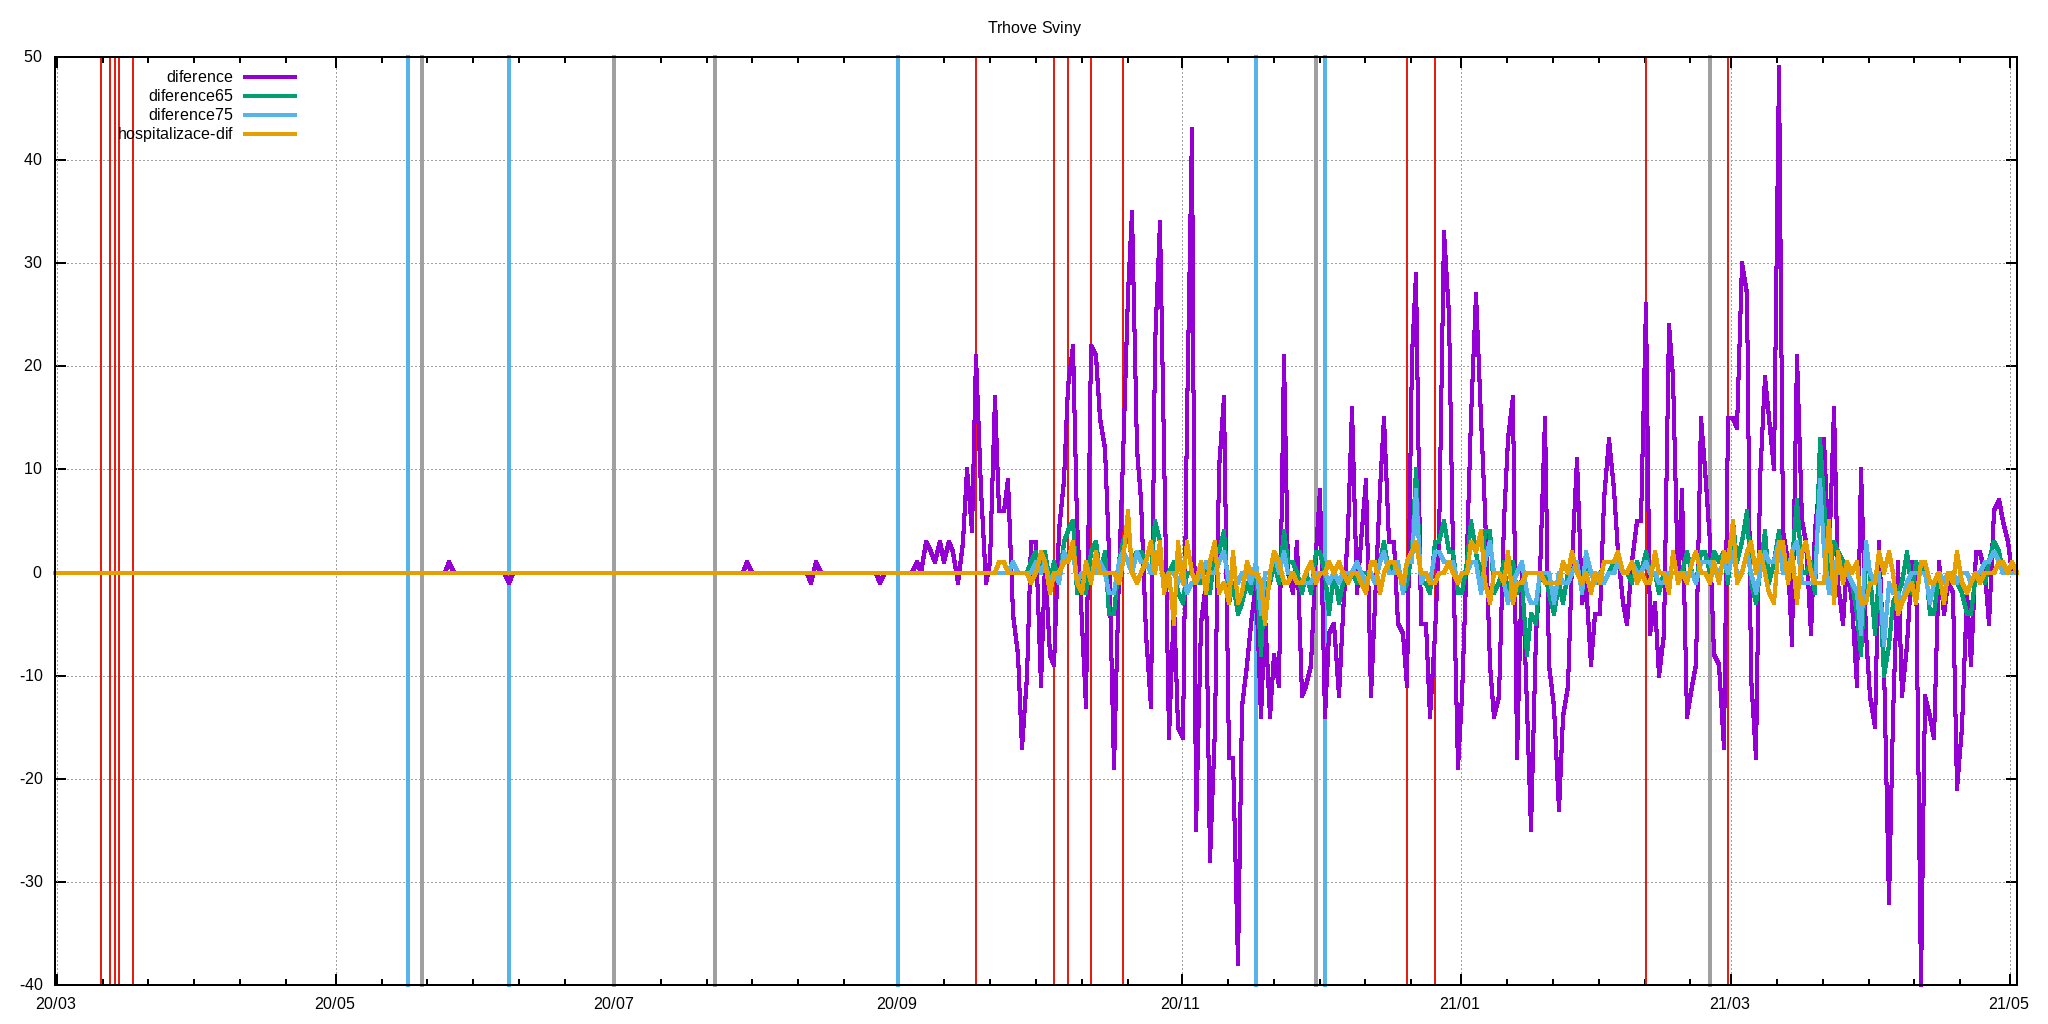 Trhove Sviny
50
40
30
20
10
0
-10
-20
-30
-40
diference
diference65
diference75
hospitalizace-dif
20/03 20/05 20/07 20/09 20/11 21/01 21/03 21/05